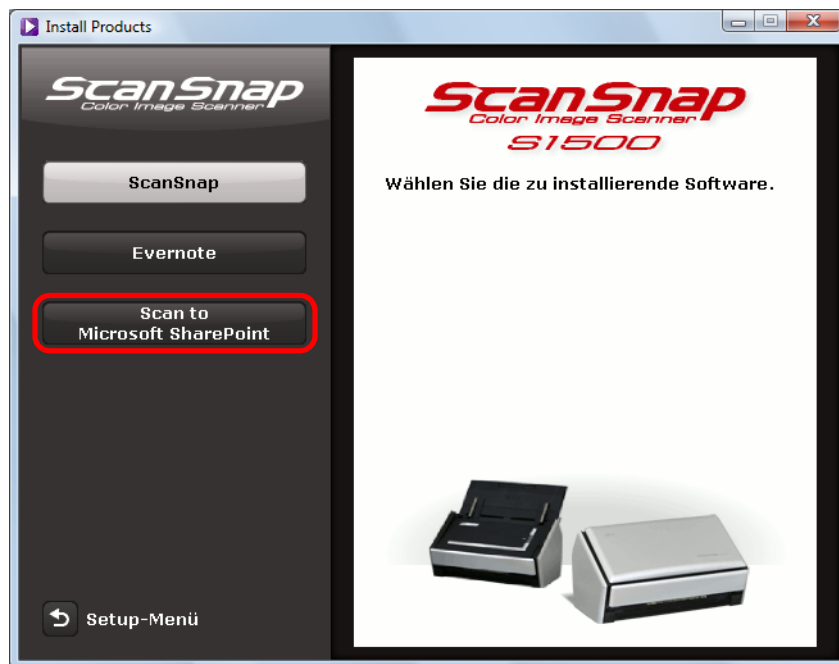 Install Products
ScanSnap
Color Image Scanner
ScanSnap
Evernote
Scan to
Microsoft SharePoint
Setup-Menü
ScanSnap
Color Image Scanner
S1500
Wählen Sie die zu installierende Software.